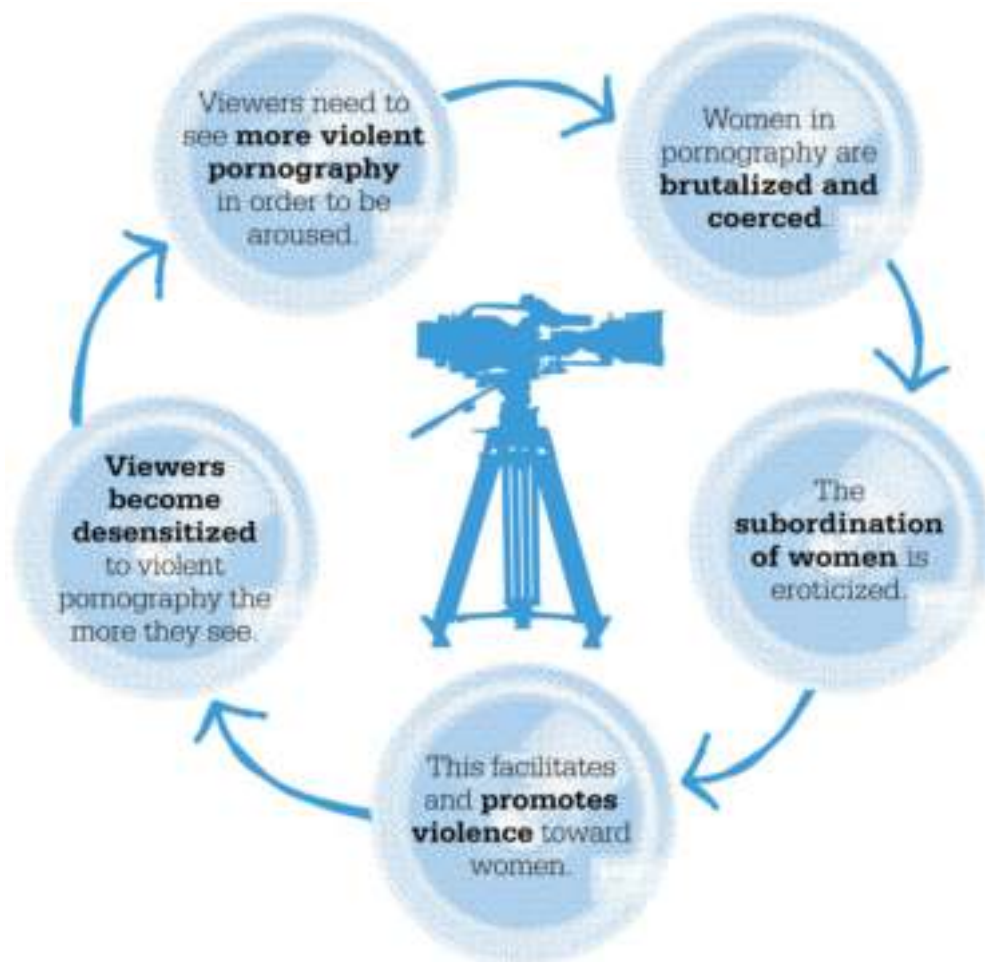 Viewers need to
see more violent
pornography
in order to be
aroused.
Women in
pornography are
brutalized and
coerced.
The
subordination
of women is
eroticized.
This facilitates
and promotes
violence toward
women.
Viewers
become
desensitized
to violent
pornography the
more they see.